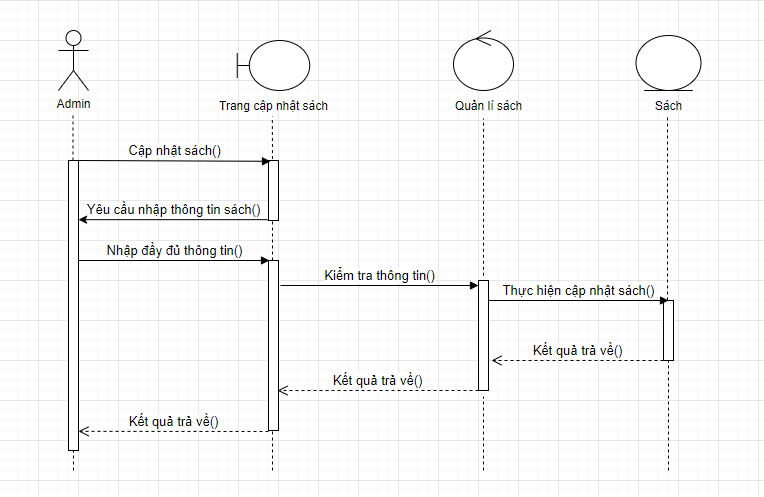 Admin
Trang cập nhật sách
Quản lí sách
Sách
Cập nhật sách()
Yêu cầu nhập thông tin sách()
Nhập đầy đủ thông tin()
Kiểm tra thông tin()
Thực hiện cập nhật sách()
Kết quả trả về()
Kết quả trả về()
Kết quả trả về()